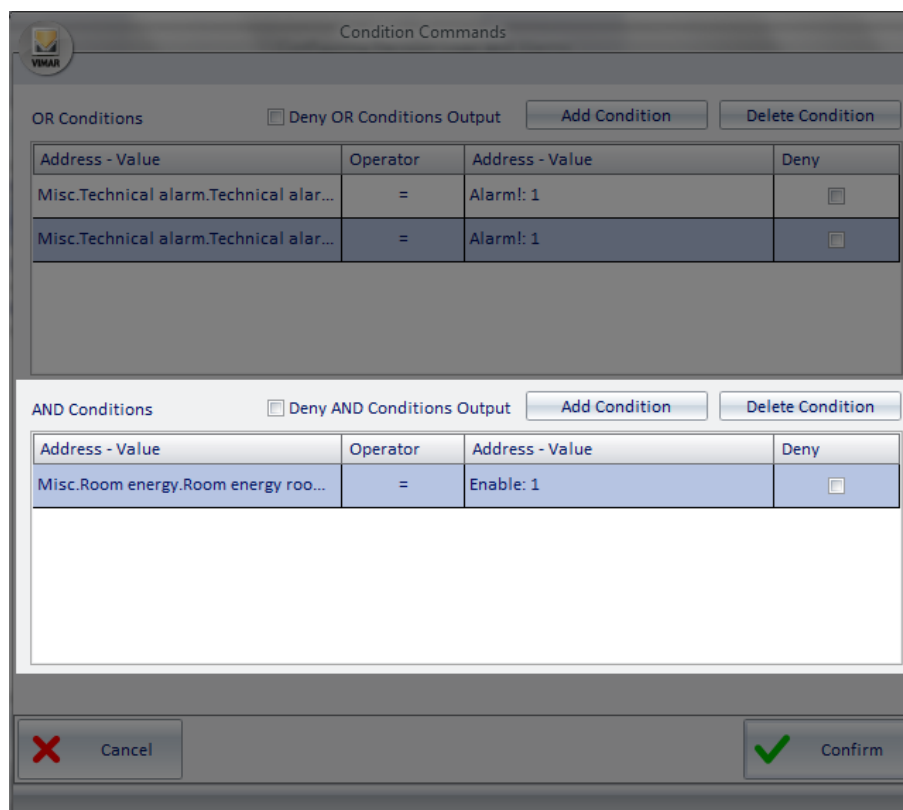 Condition Commands
VIMAR
OR Conditions Deny OR Conditions Output Add Condition Delete Condition
Address - Value Operator Address - Value Deny
Misc.Technical alarm.Technical alar... = Alarm!: 1
Misc.Technical alarm.Technical alar... = Alarm!: 1
AND Conditions Deny AND Conditions Output Add Condition Delete Condition
Address - Value Operator Address - Value Deny
Misc.Room energy.Room energy roo... = Enable: 1
Cancel Confirm